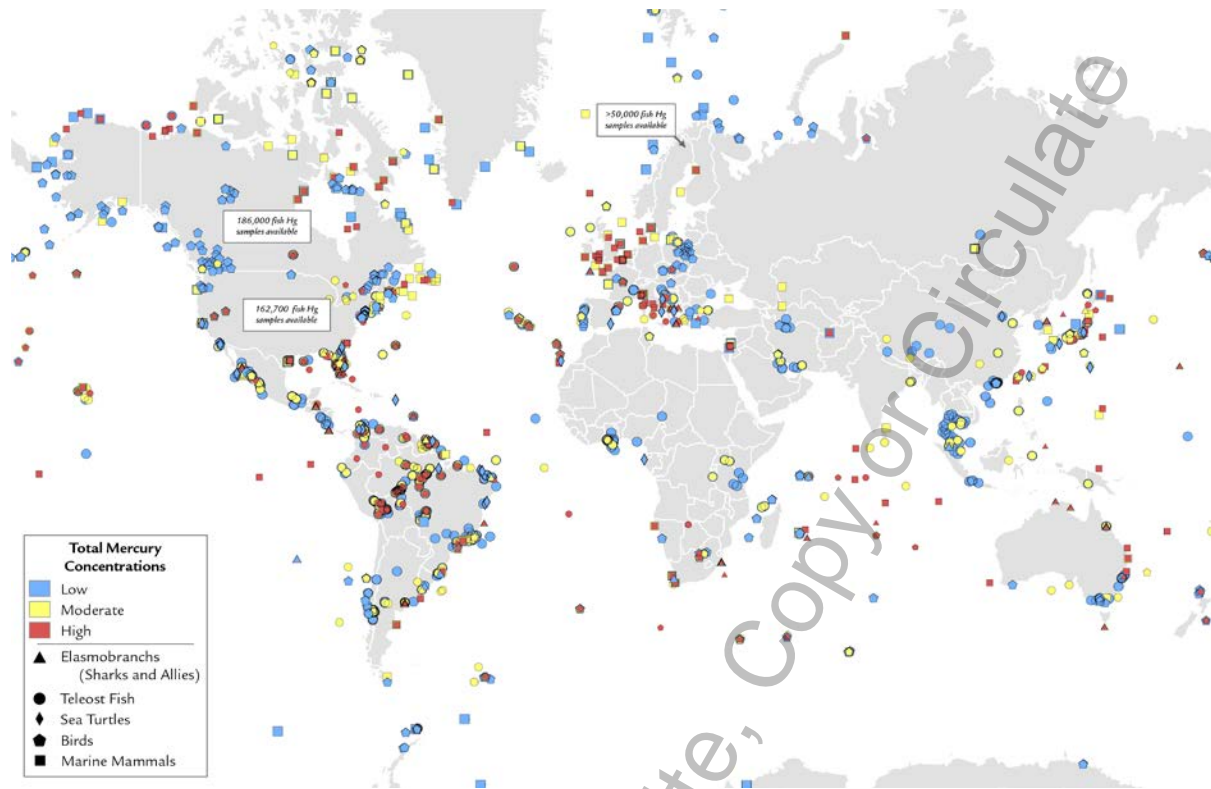 >50,000 fish Hg
samples available
186,000 fish Hg
samples available
162,700 fish Hg
samples available
Total Mercury
Concentrations
Low
Moderate
High
Elasmobranchs
(Sharks and Allies)
Teleost Fish
Sea Turtles
Birds
Marine Mammals
ite, Copy or Circulate